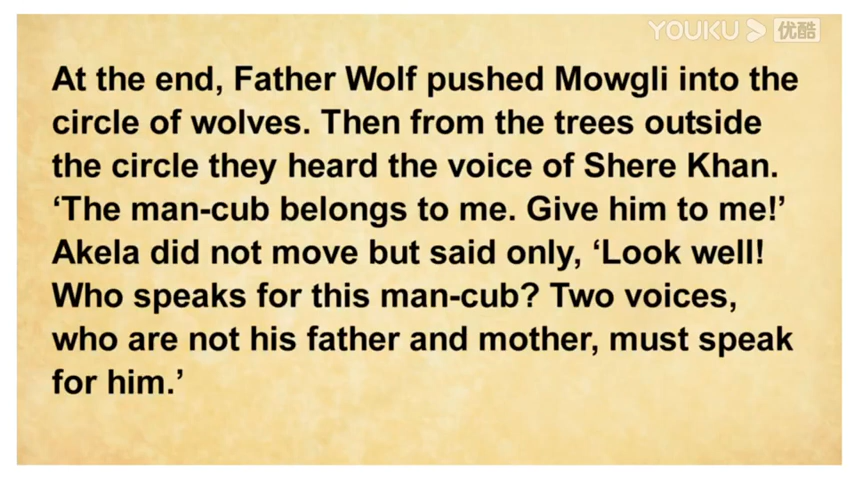 YOUKU 优酷
At the end, Father Wolf pushed Mowgli into the
circle of wolves. Then from the trees outside
the circle they heard the voice of Shere Khan.
‘The man-cub belongs to me. Give him to me!’
Akela did not move but said only, ‘Look well!
Who speaks for this man-cub? Two voices,
who are not his father and mother, must speak
for him.’